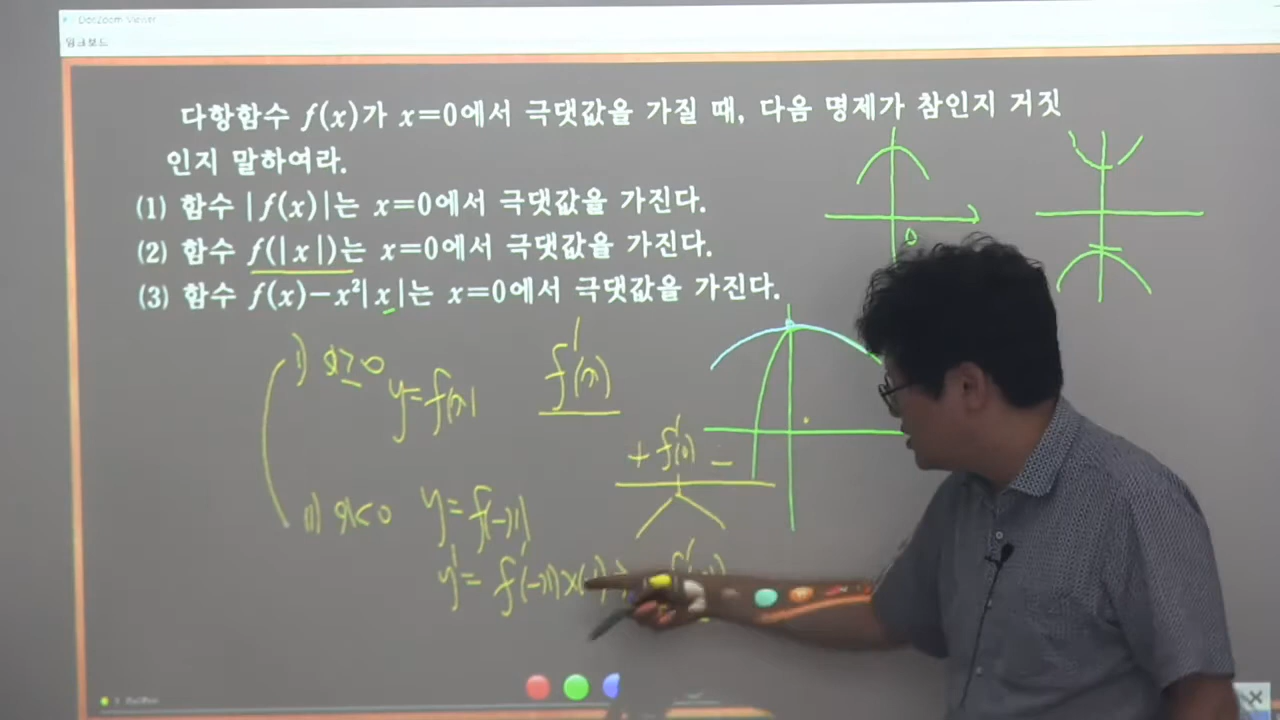 DocZoom Viewer
다항함수 f(x)가 x=0에서 극댓값을 가질 때, 다음 명제가 참인지 거짓
인지 말하여라.
(1) 함수 |f(x)|는 x=0에서 극댓값을 가진다.
(2) 함수 f(|x|)는 x=0에서 극댓값을 가진다.
(3) 함수 f(x)-x²|x|는 x=0에서 극댓값을 가진다.
0
i) x≥0
y=f(x)
f'(x)
+ f'(x) -
ii) x<0 y=f(-x)
y'= f'(-x)×(-1)